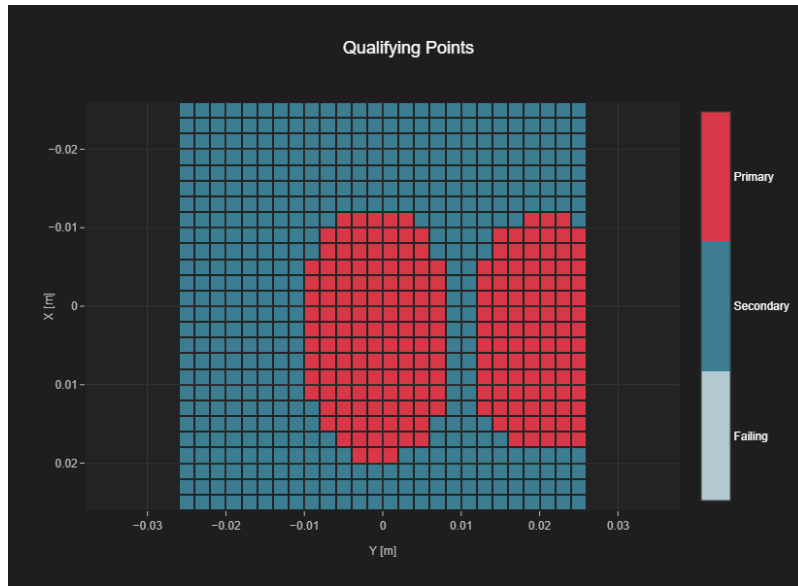 Qualifying Points
−0.02
−0.01
0
0.01
0.02
X [m]
−0.03
−0.02
−0.01
0
0.01
0.02
0.03
Y [m]
Primary
Secondary
Failing